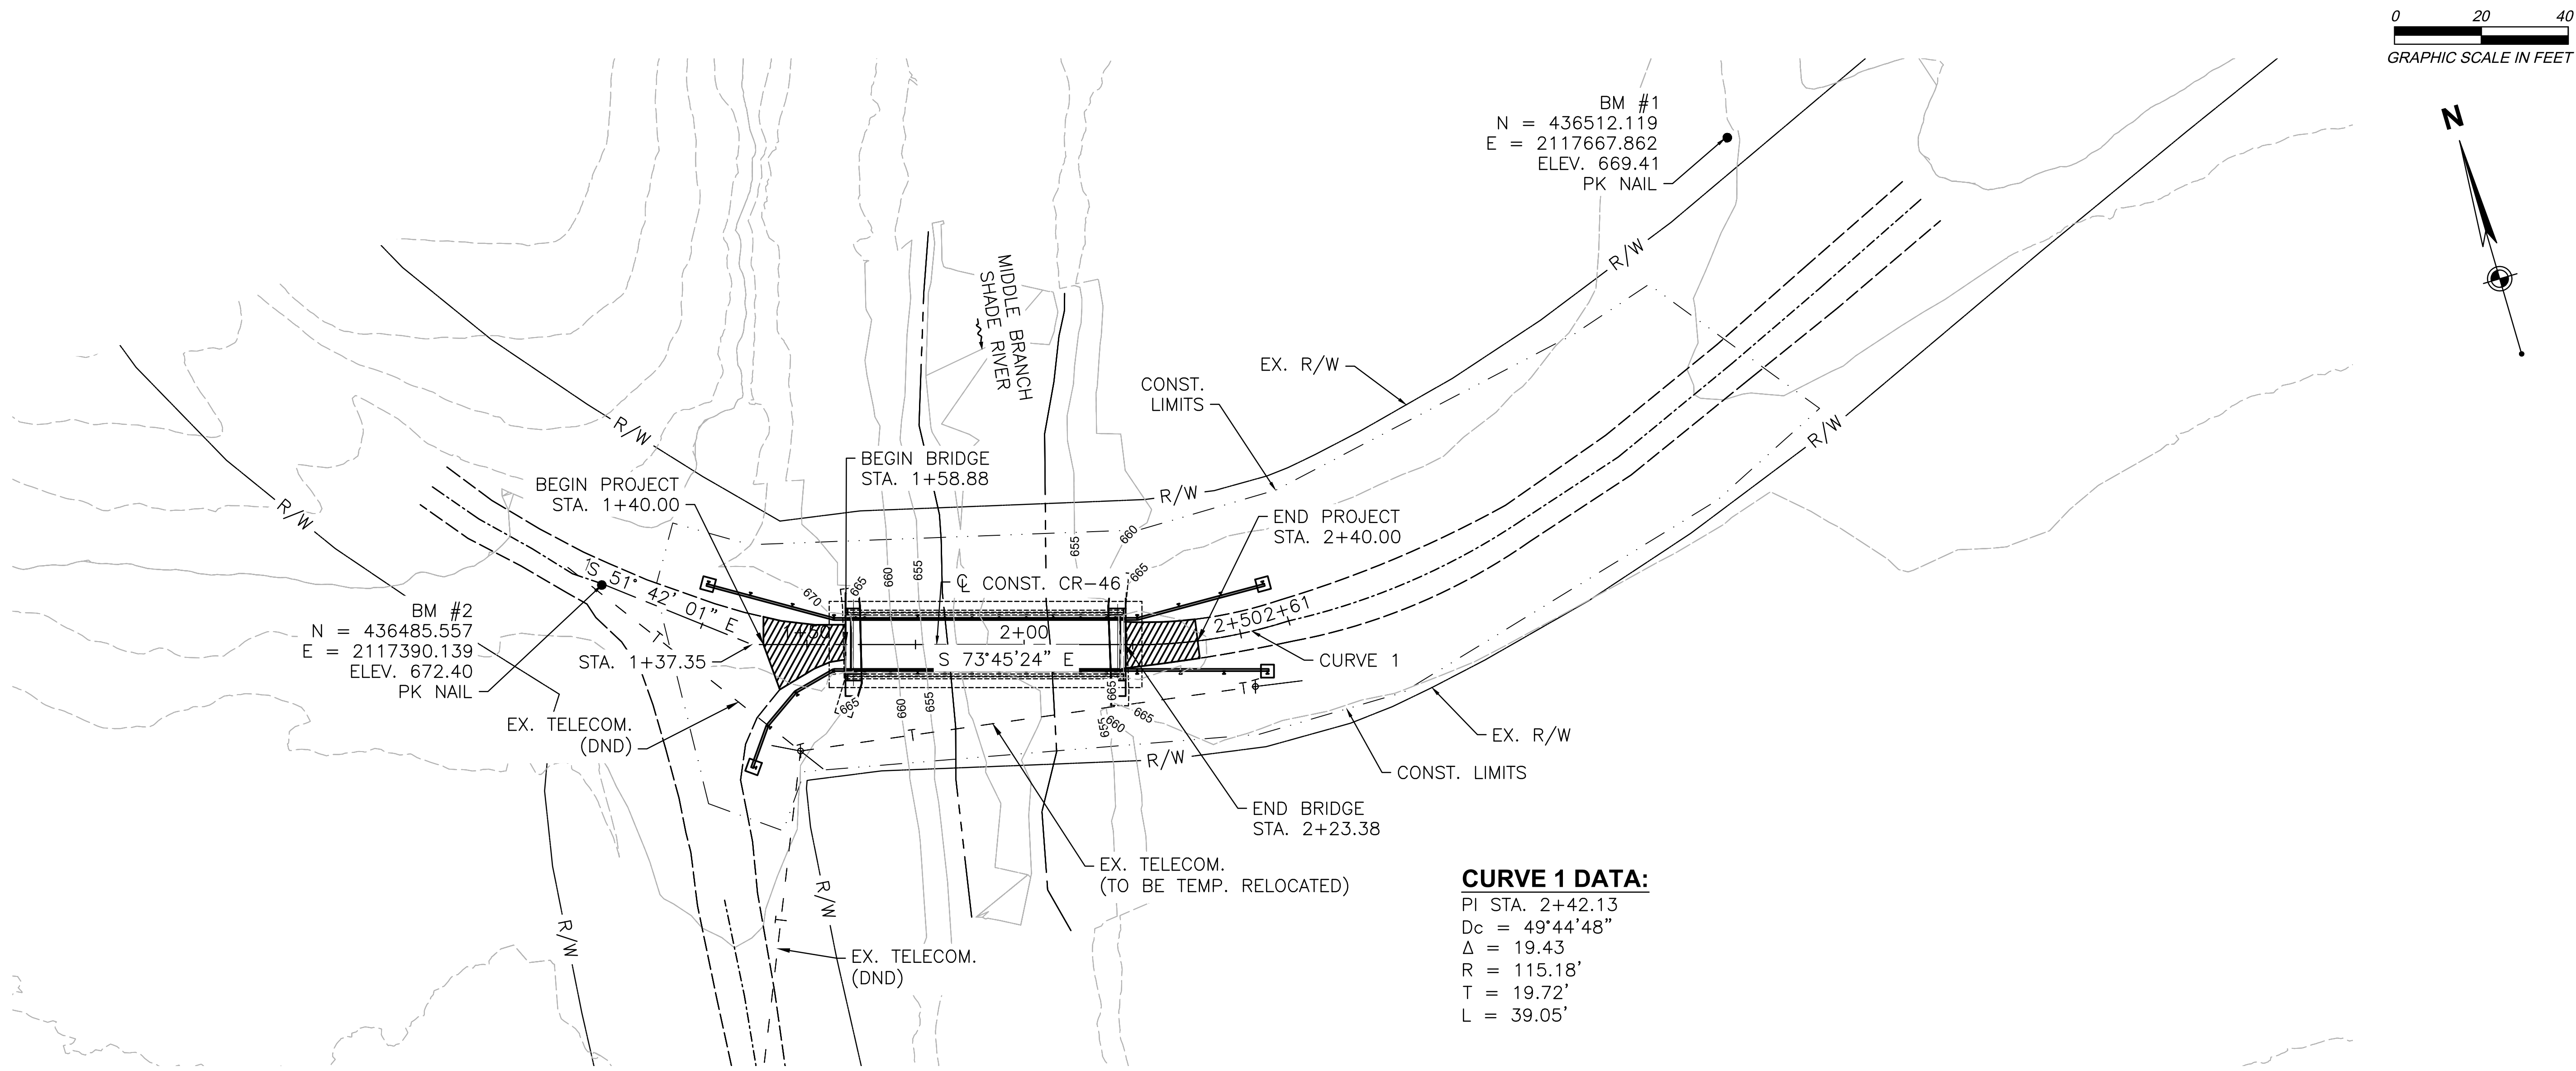 0 20 40
GRAPHIC SCALE IN FEET
N
BM #1
N = 436512.119
E = 2117667.862
ELEV. 669.41
PK NAIL
R/W
MIDDLE BRANCH
SHADE RIVER
EX. R/W
CONST.
LIMITS
R/W
R/W
R/W
BEGIN BRIDGE
STA. 1+58.88
BEGIN PROJECT
STA. 1+40.00
R/W
R/W
END PROJECT
STA. 2+40.00
660
655
665
660
655
665
670
℄ CONST. CR-46
S 51° 42' 01" E
BM #2
N = 436485.557
E = 2117390.139
ELEV. 672.40
PK NAIL
T
1+50
2+00
2+50
2+61
STA. 1+37.35
S 73°45'24" E
CURVE 1
665
660
655
665
655
660
665
T
T
T
T
EX. TELECOM.
(DND)
EX. R/W
R/W
CONST. LIMITS
END BRIDGE
STA. 2+23.38
EX. TELECOM.
(TO BE TEMP. RELOCATED)
R/W
R/W
T
EX. TELECOM.
(DND)
CURVE 1 DATA:
PI STA. 2+42.13
Dc = 49°44'48"
Δ = 19.43
R = 115.18'
T = 19.72'
L = 39.05'